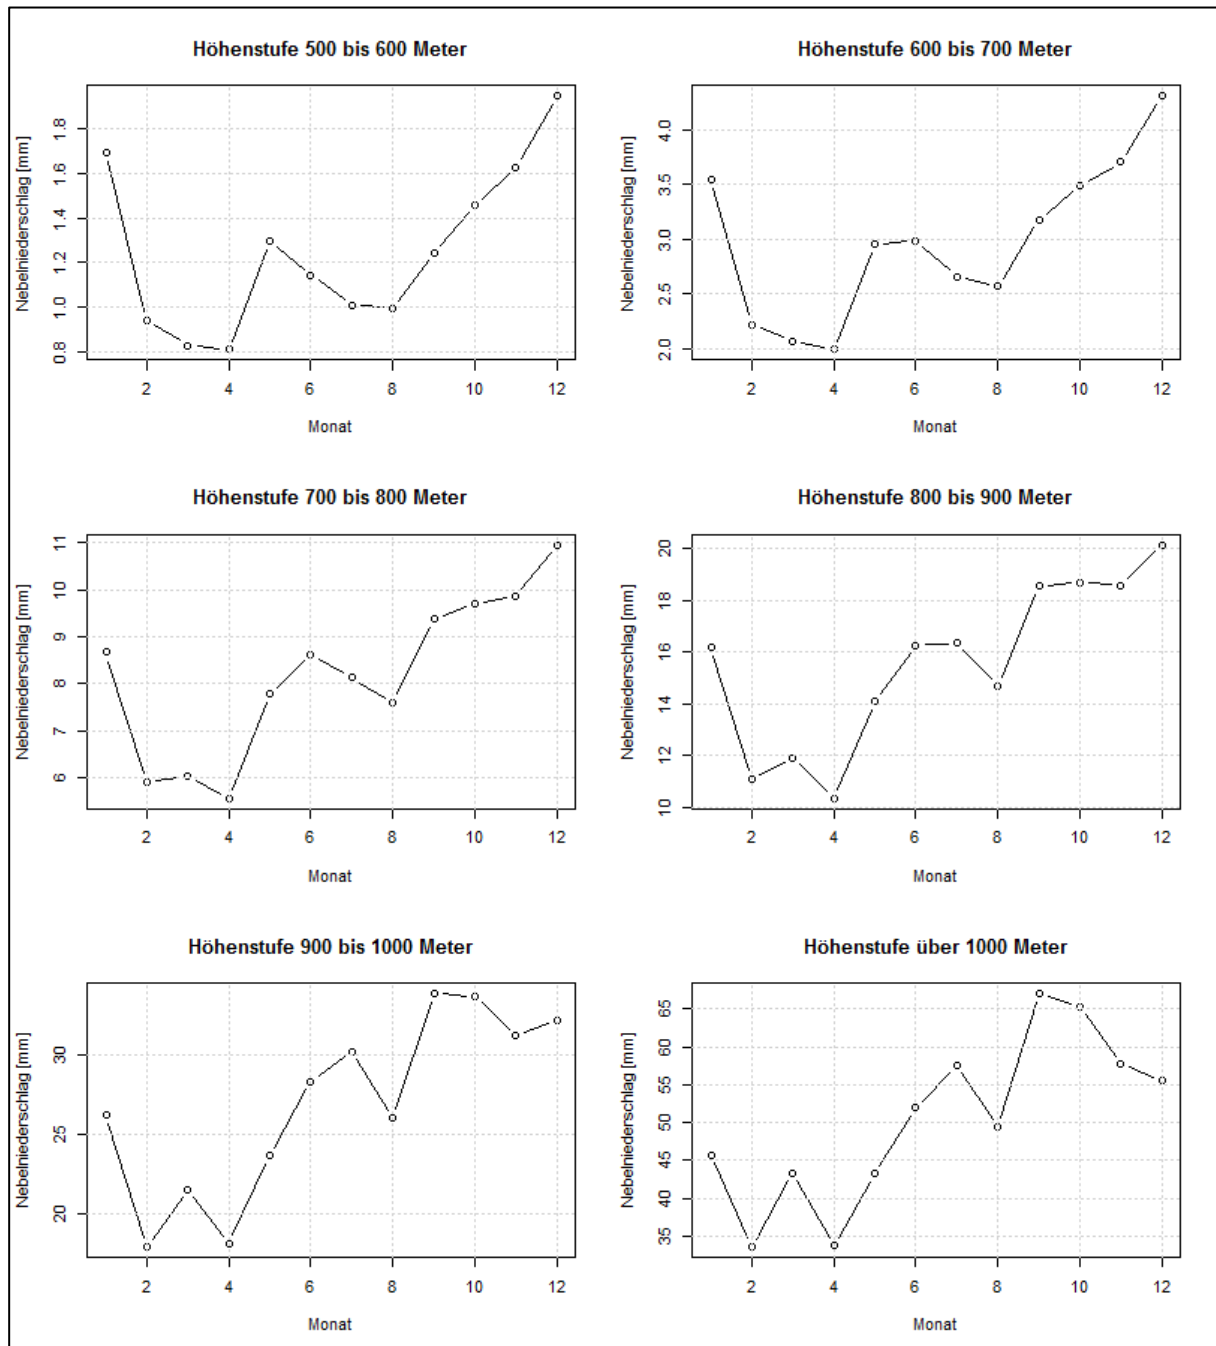 Höhenstufe 500 bis 600 Meter
Nebelniederschlag [mm]
1.8
1.6
1.4
1.2
1.0
0.8
2 4 6 8 10 12
Monat
Höhenstufe 600 bis 700 Meter
Nebelniederschlag [mm]
4.0
3.5
3.0
2.5
2.0
2 4 6 8 10 12
Monat
Höhenstufe 700 bis 800 Meter
Nebelniederschlag [mm]
11
10
9
8
7
6
2 4 6 8 10 12
Monat
Höhenstufe 800 bis 900 Meter
Nebelniederschlag [mm]
20
18
16
14
12
10
2 4 6 8 10 12
Monat
Höhenstufe 900 bis 1000 Meter
Nebelniederschlag [mm]
30
25
20
2 4 6 8 10 12
Monat
Höhenstufe über 1000 Meter
Nebelniederschlag [mm]
65
60
55
50
45
40
35
2 4 6 8 10 12
Monat